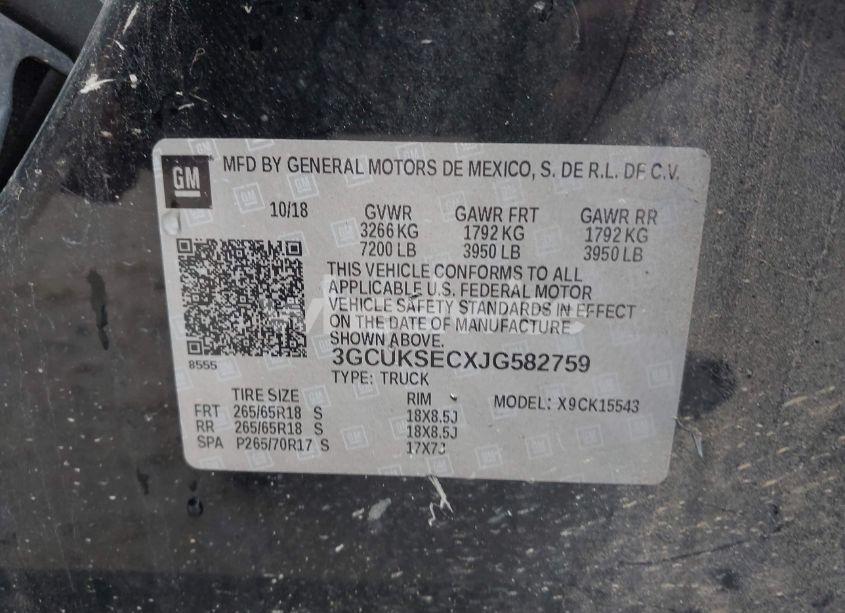 GM MFD BY GENERAL MOTORS DE MEXICO, S. DE R.L. DE C.V.
10/18 GVWR GAWR FRT GAWR RR
3266 KG 1792 KG 1792 KG
7200 LB 3950 LB 3950 LB
THIS VEHICLE CONFORMS TO ALL
APPLICABLE U.S. FEDERAL MOTOR
VEHICLE SAFETY STANDARDS IN EFFECT
ON THE DATE OF MANUFACTURE
SHOWN ABOVE.
8555 3GCUKSECXJG582759
TYPE: TRUCK
TIRE SIZE RIM MODEL: X9CK15543
FRT 265/65R18 S 18X8.5J
RR 265/65R18 S 18X8.5J
SPA P265/70R17 S 17X7J